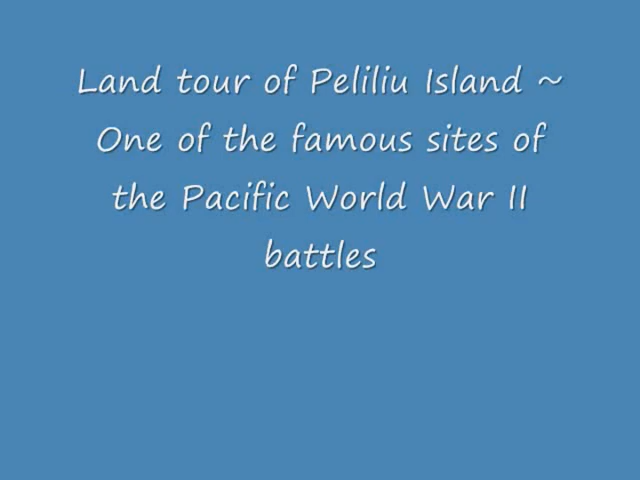 Land tour of Peliliu Island ~
One of the famous sites of
the Pacific World War II
battles